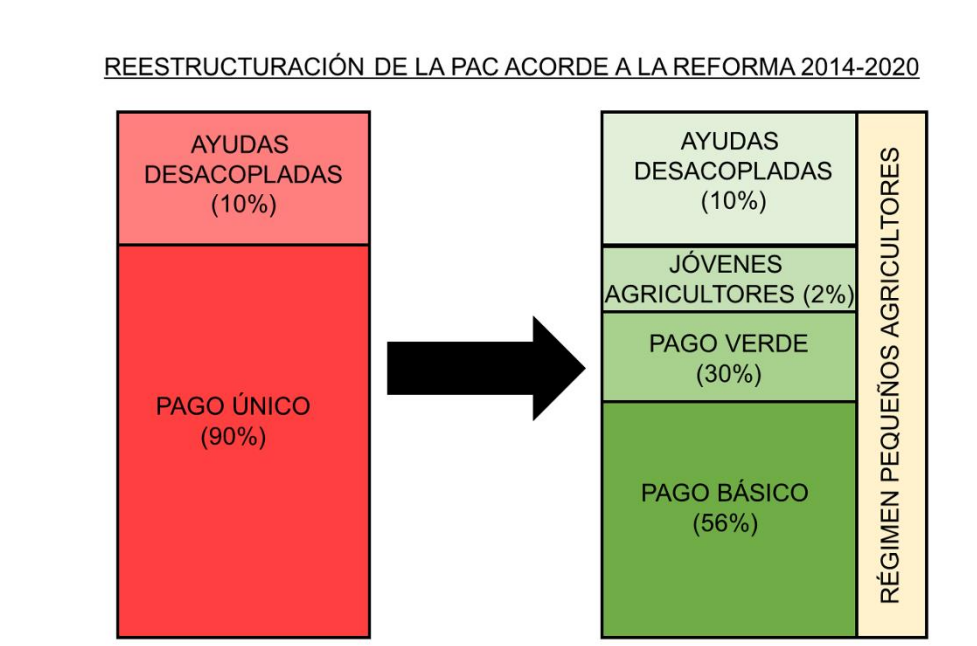 REESTRUCTURACIÓN DE LA PAC ACORDE A LA REFORMA 2014-2020
AYUDAS
DESACOPLADAS
(10%)
PAGO ÚNICO
(90%)
AYUDAS
DESACOPLADAS
(10%)
JÓVENES
AGRICULTORES (2%)
PAGO VERDE
(30%)
PAGO BÁSICO
(56%)
RÉGIMEN PEQUEÑOS AGRICULTORES